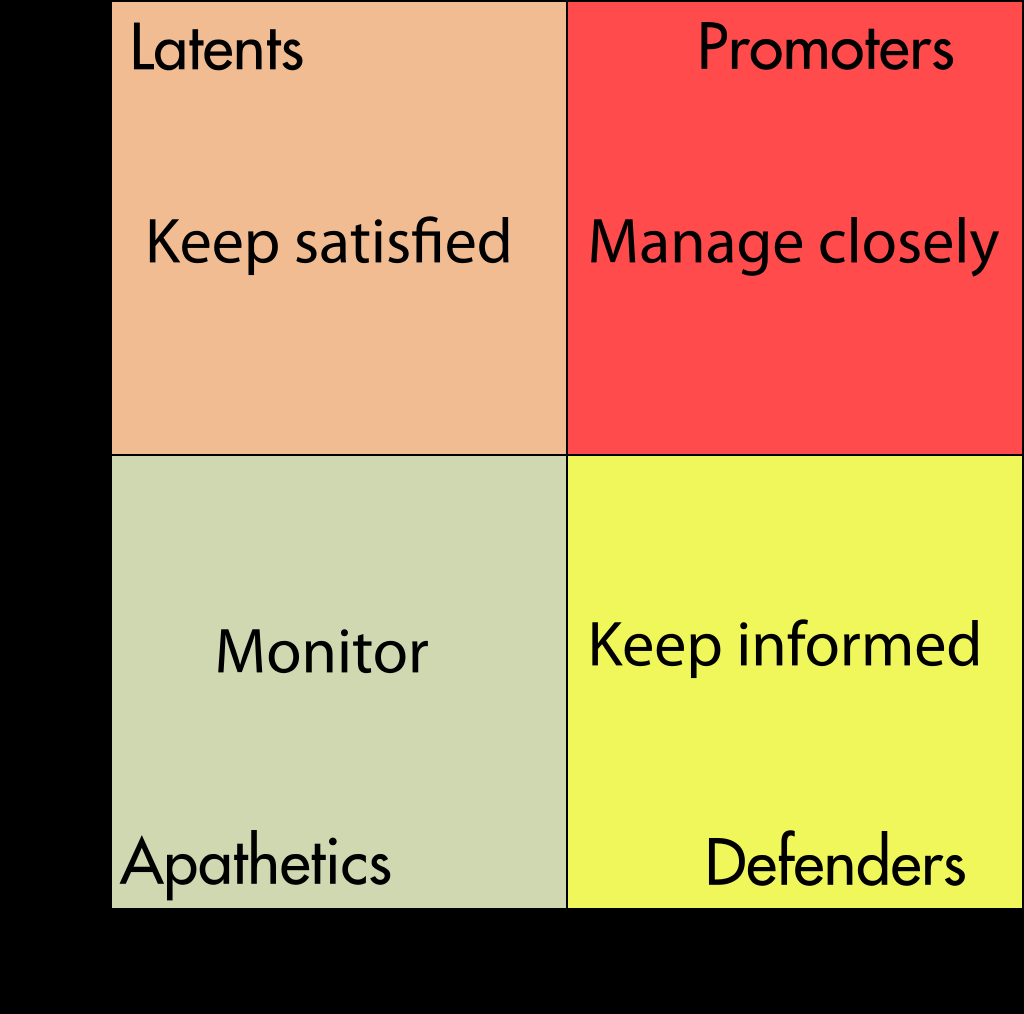 Latents
Promoters
Keep satisfied
Manage closely
Monitor
Keep informed
Apathetics
Defenders